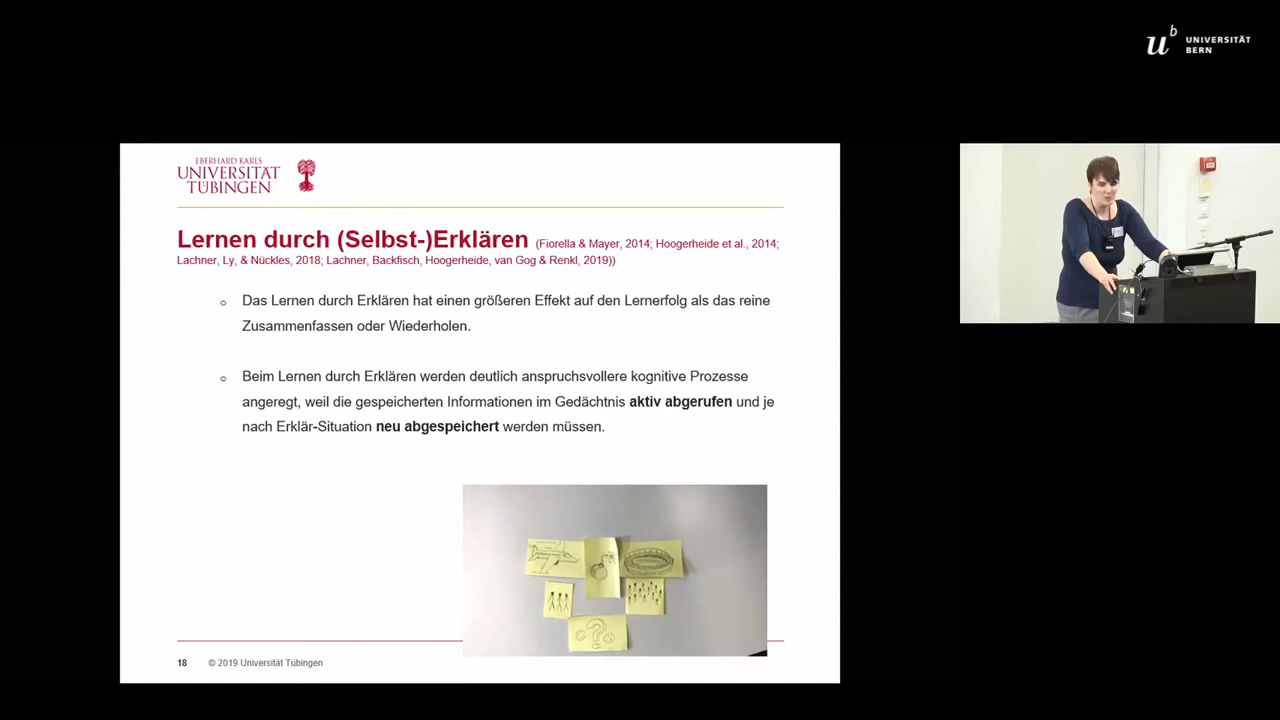 u
b
UNIVERSITÄT
BERN
EBERHARD KARLS
UNIVERSITÄT
TÜBINGEN
Lernen durch (Selbst-)Erklären (Fiorella & Mayer, 2014; Hoogerheide et al., 2014;
Lachner, Ly, & Nückles, 2018; Lachner, Backfisch, Hoogerheide, van Gog & Renkl, 2019))
Das Lernen durch Erklären hat einen größeren Effekt auf den Lernerfolg als das reine
Zusammenfassen oder Wiederholen.
Beim Lernen durch Erklären werden deutlich anspruchsvollere kognitive Prozesse
angeregt, weil die gespeicherten Informationen im Gedächtnis aktiv abgerufen und je
nach Erklär-Situation neu abgespeichert werden müssen.
?
18 © 2019 Universität Tübingen